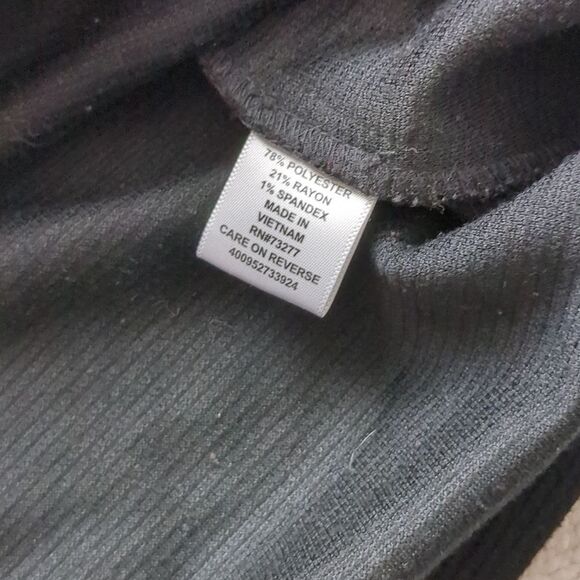 78% POLYESTER
21% RAYON
1% SPANDEX
MADE IN
VIETNAM
RN#73277
CARE ON REVERSE
400952733924